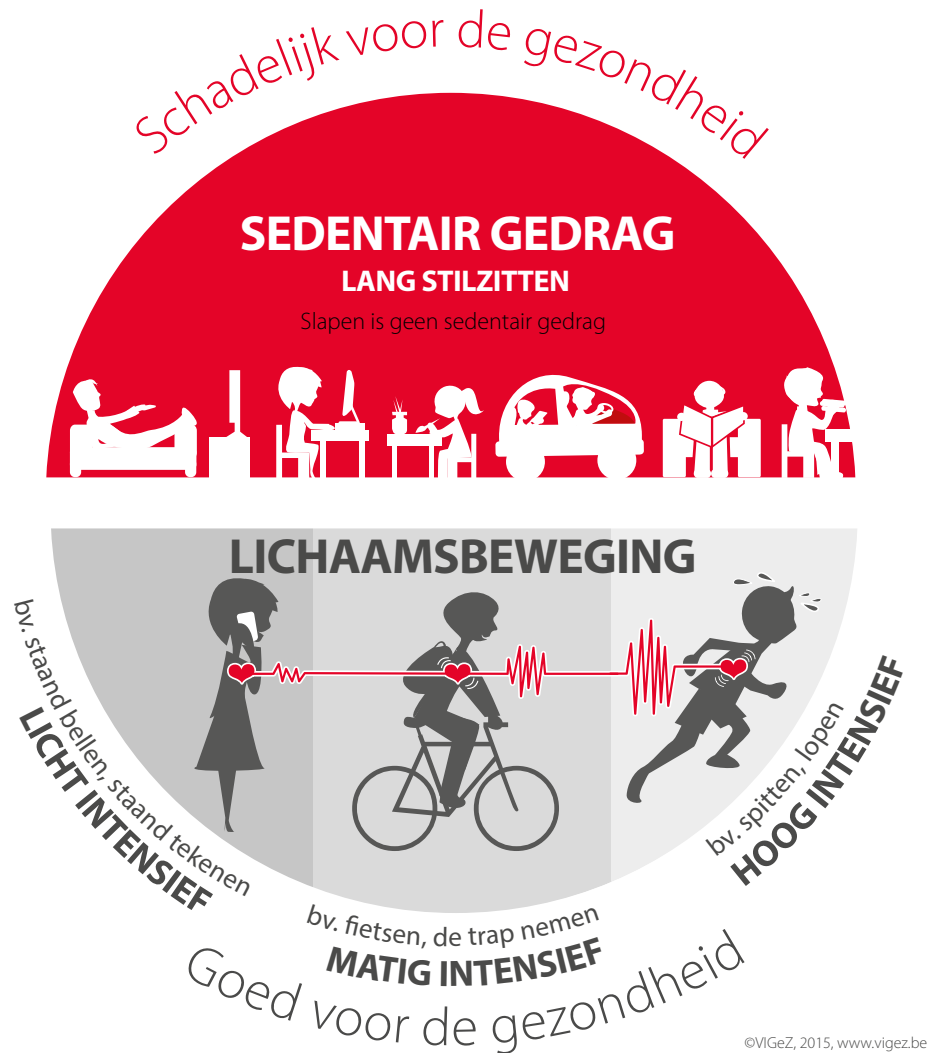 Schadelijk voor de gezondheid
SEDENTAIR GEDRAG
LANG STILZITTEN
Slapen is geen sedentair gedrag
LICHAAMSBEWEGING
bv. staand bellen, staand tekenen
LICHT INTENSIEF
bv. fietsen, de trap nemen
MATIG INTENSIEF
bv. spitten, lopen
HOOG INTENSIEF
Goed voor de gezondheid
©VIGeZ, 2015, www.vigez.be